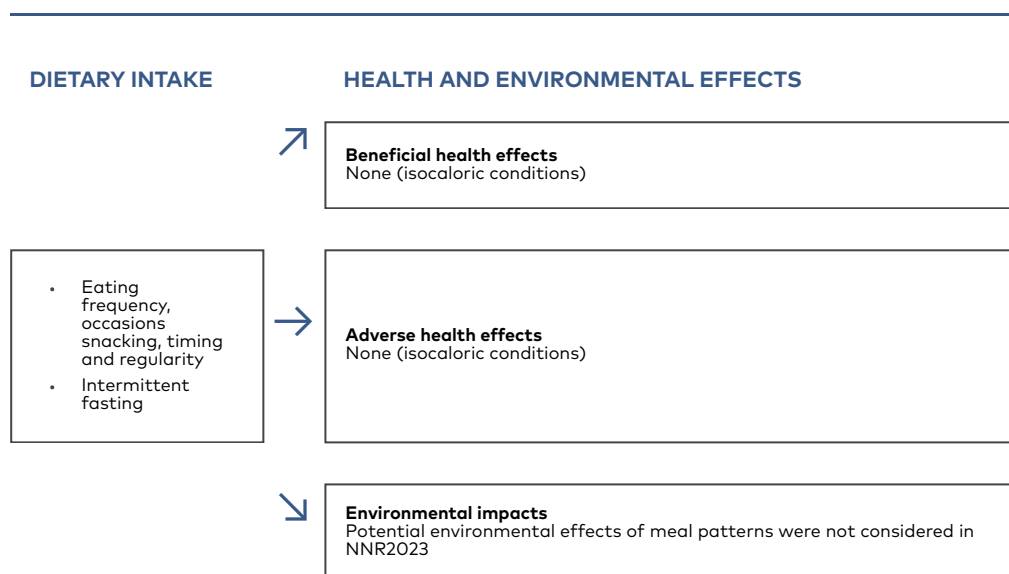 DIETARY INTAKE
HEALTH AND ENVIRONMENTAL EFFECTS
Beneficial health effects
None (isocaloric conditions)
• Eating
frequency,
occasions
snacking, timing
and regularity
• Intermittent
fasting
Adverse health effects
None (isocaloric conditions)
Environmental impacts
Potential environmental effects of meal patterns were not considered in
NNR2023